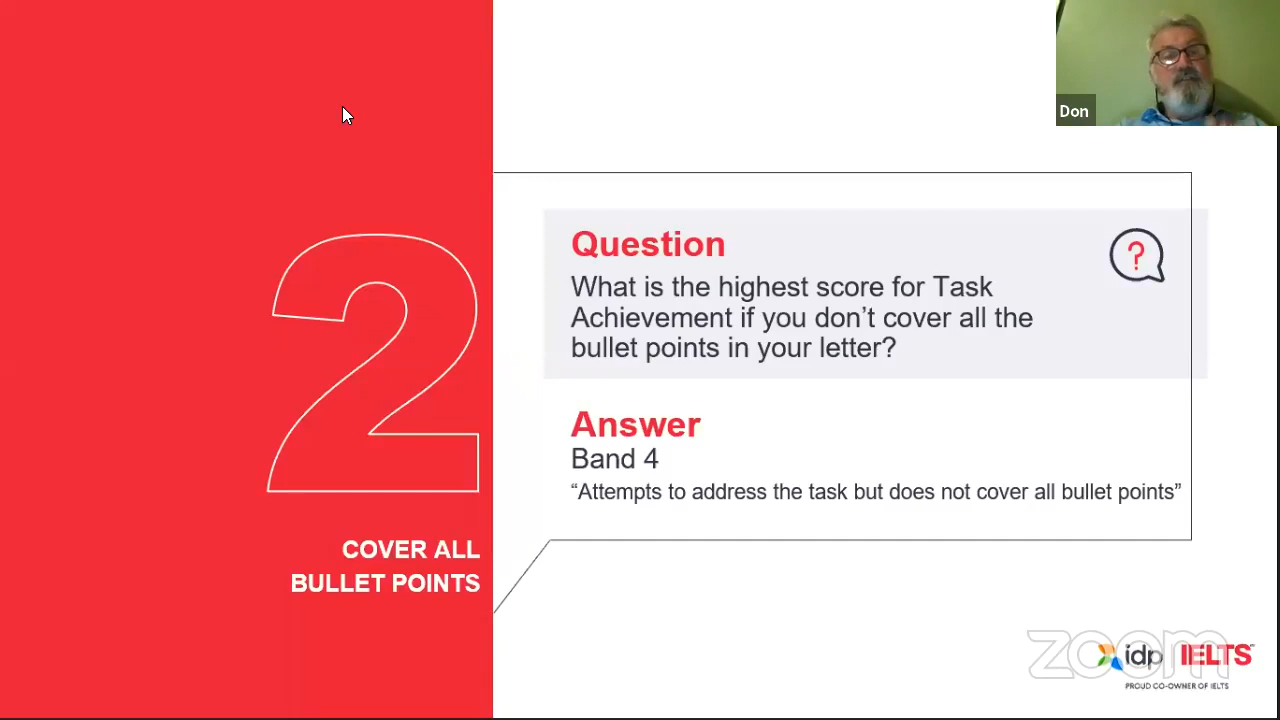 Don
2
COVER ALL
BULLET POINTS
Question
?
What is the highest score for Task
Achievement if you don’t cover all the
bullet points in your letter?
Answer
Band 4
“Attempts to address the task but does not cover all bullet points”
zoom
idp IELTS™
PROUD CO-OWNER OF IELTS